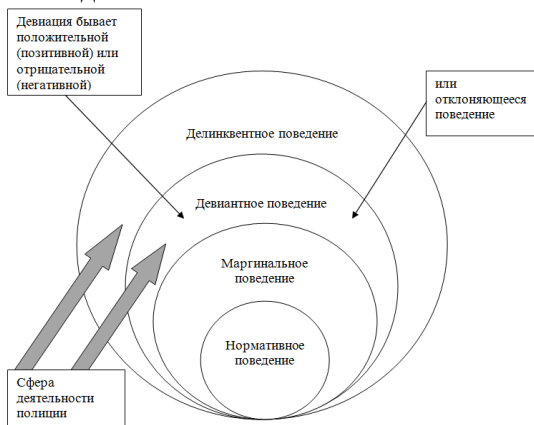 Девиация бывает
положительной
(позитивной) или
отрицательной
(негативной)
или
отклоняющееся
поведение
Делинквентное поведение
Девиантное поведение
Маргинальное
поведение
Нормативное
поведение
Сфера
деятельности
полиции